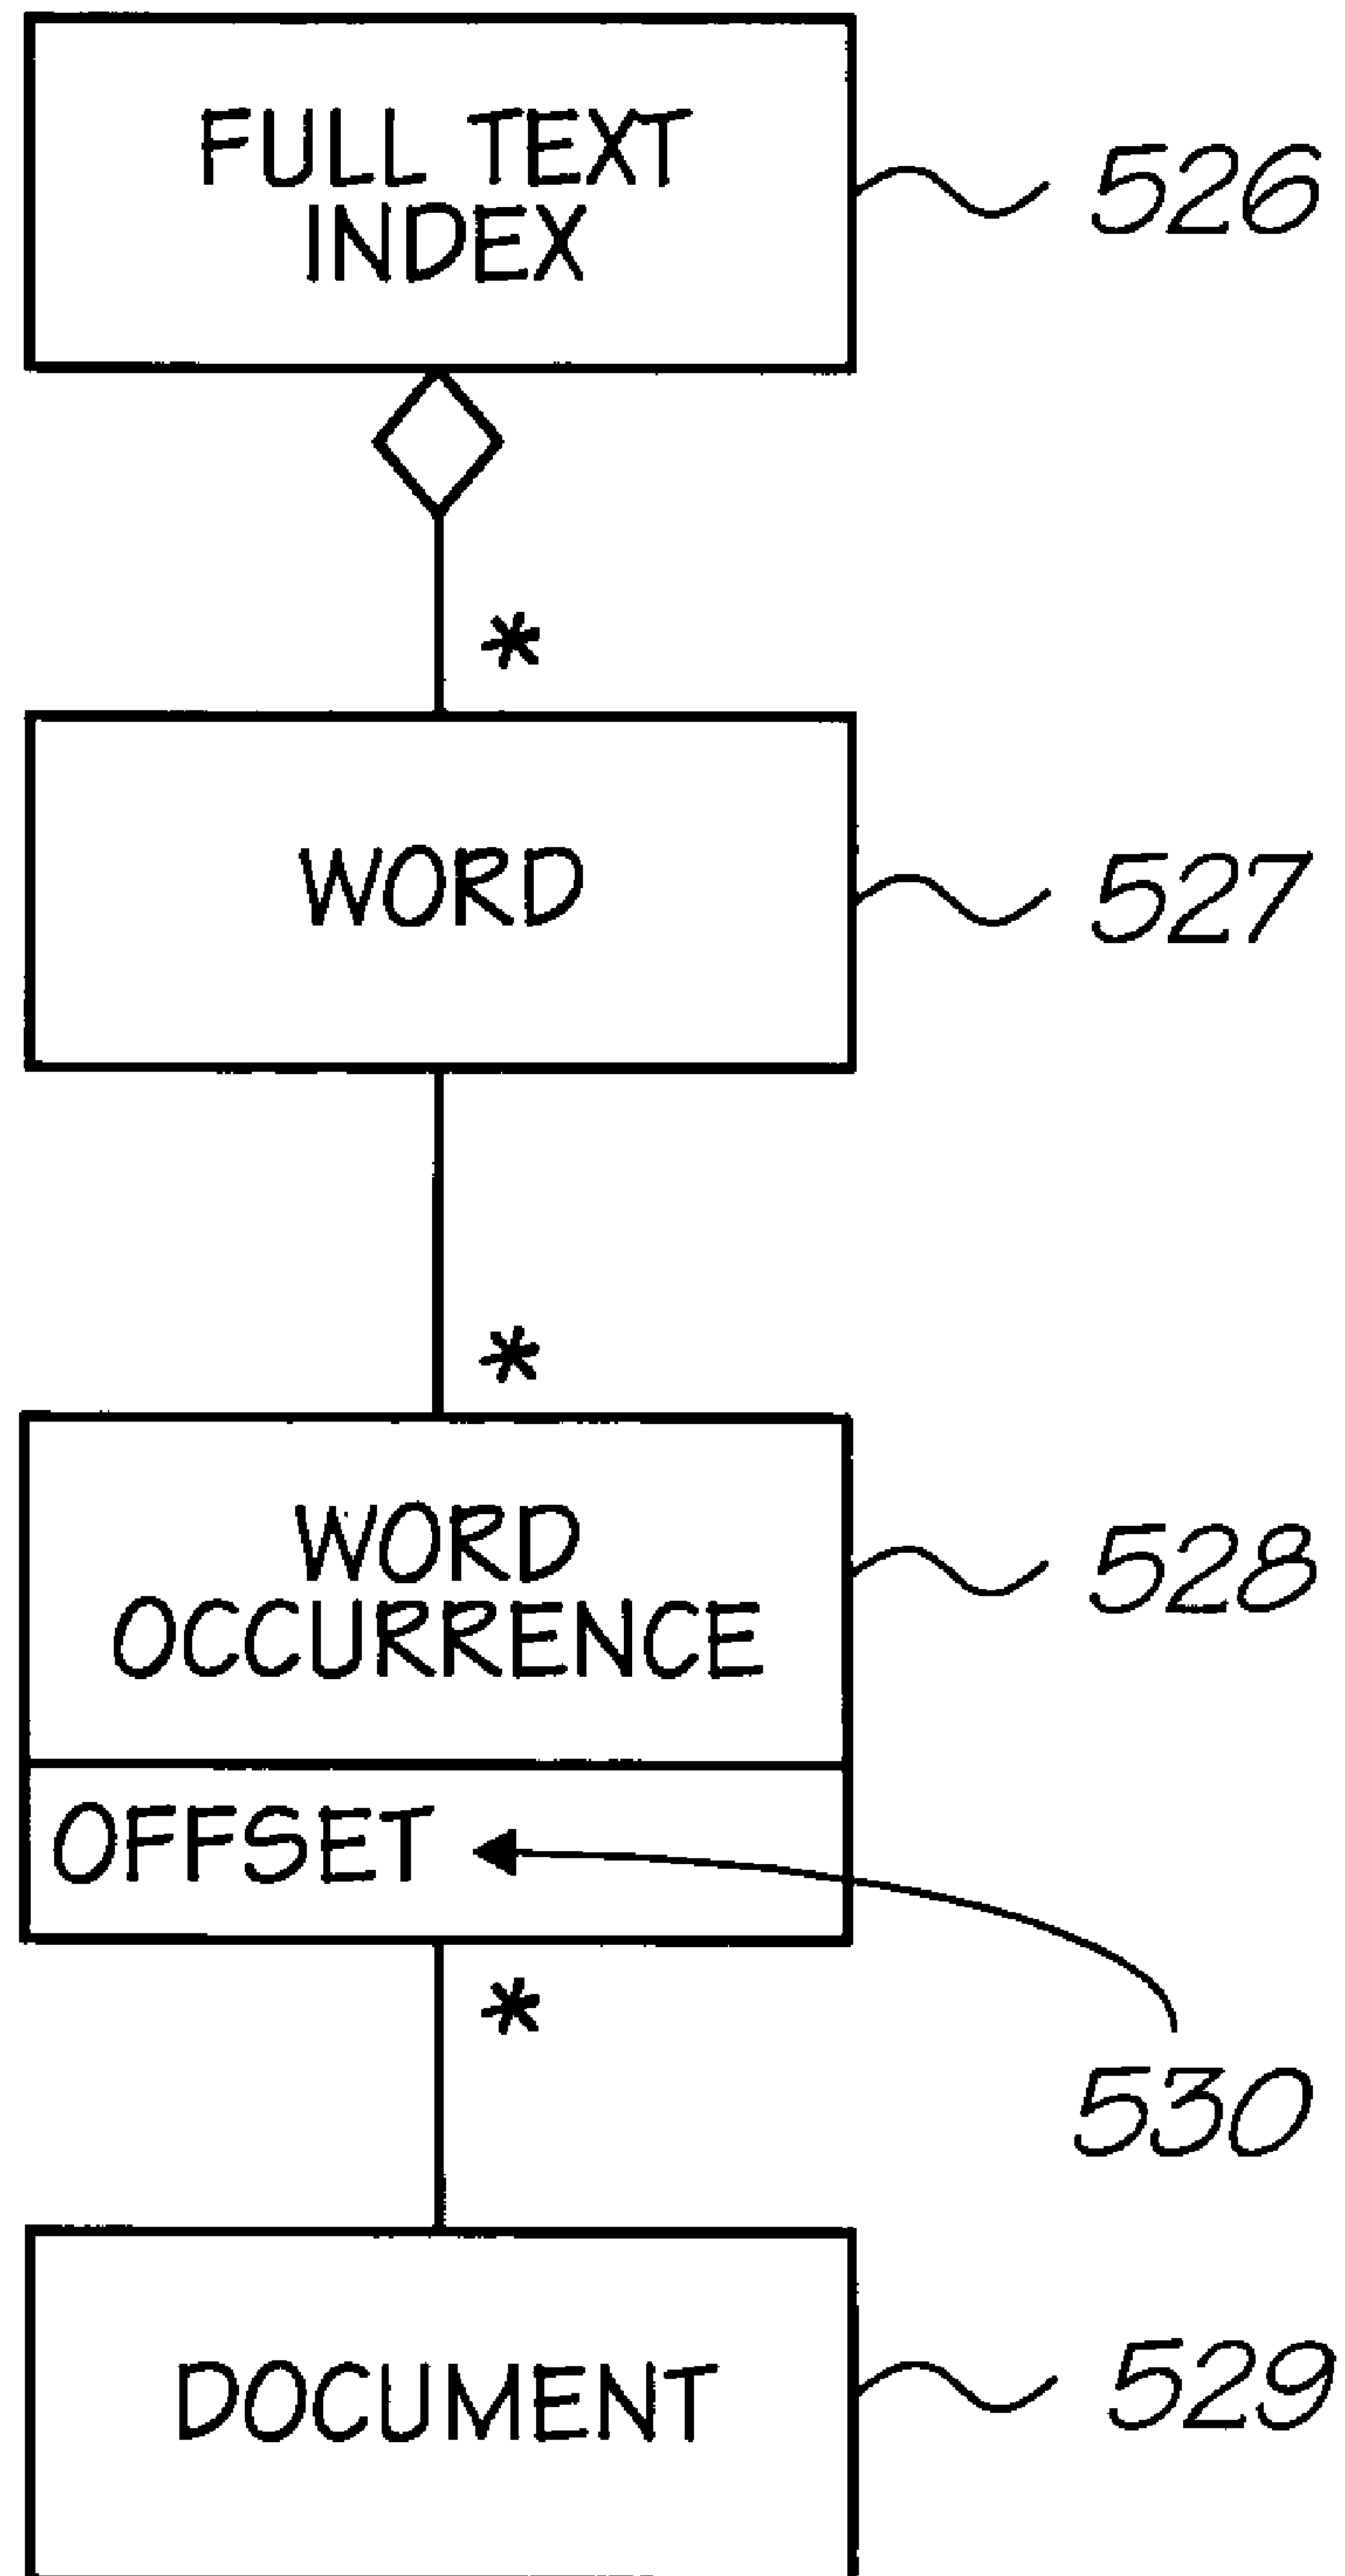 FULL TEXT
INDEX
526
*
WORD
527
*
WORD
OCCURRENCE
528
OFFSET
*
530
DOCUMENT
529